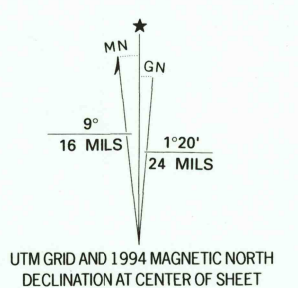 MN
GN
9°
16 MILS
1°20'
24 MILS
UTM GRID AND 1994 MAGNETIC NORTH
DECLINATION AT CENTER OF SHEET